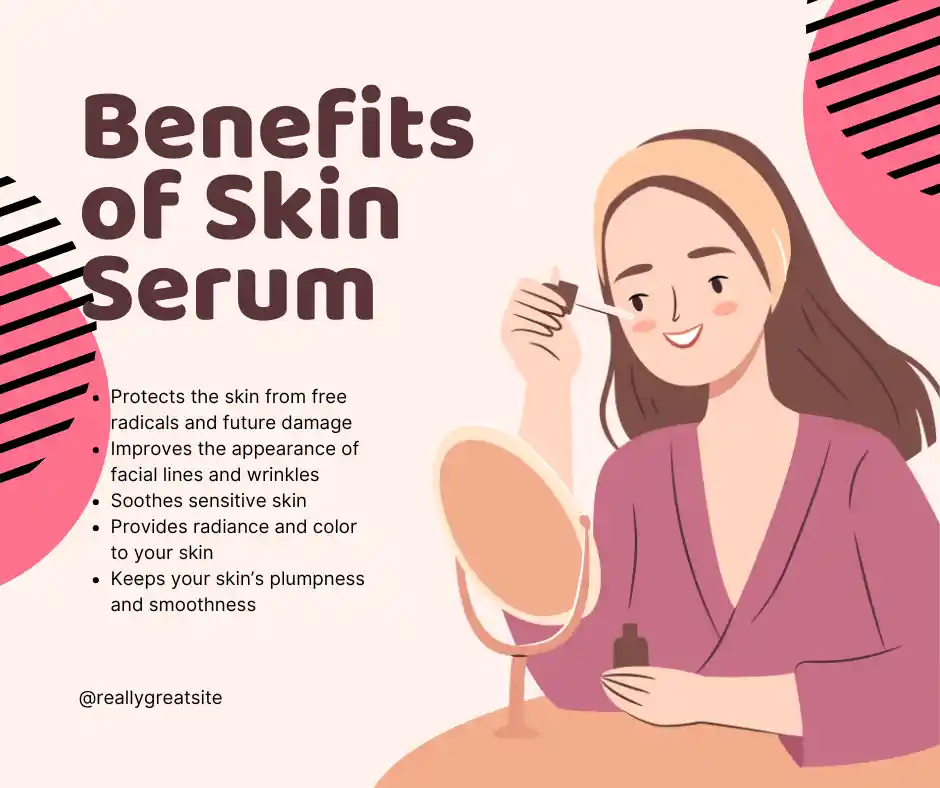 Benefits
of Skin
Serum
• Protects the skin from free
radicals and future damage
• Improves the appearance of
facial lines and wrinkles
• Soothes sensitive skin
• Provides radiance and color
to your skin
• Keeps your skin’s plumpness
and smoothness
@reallygreatsite